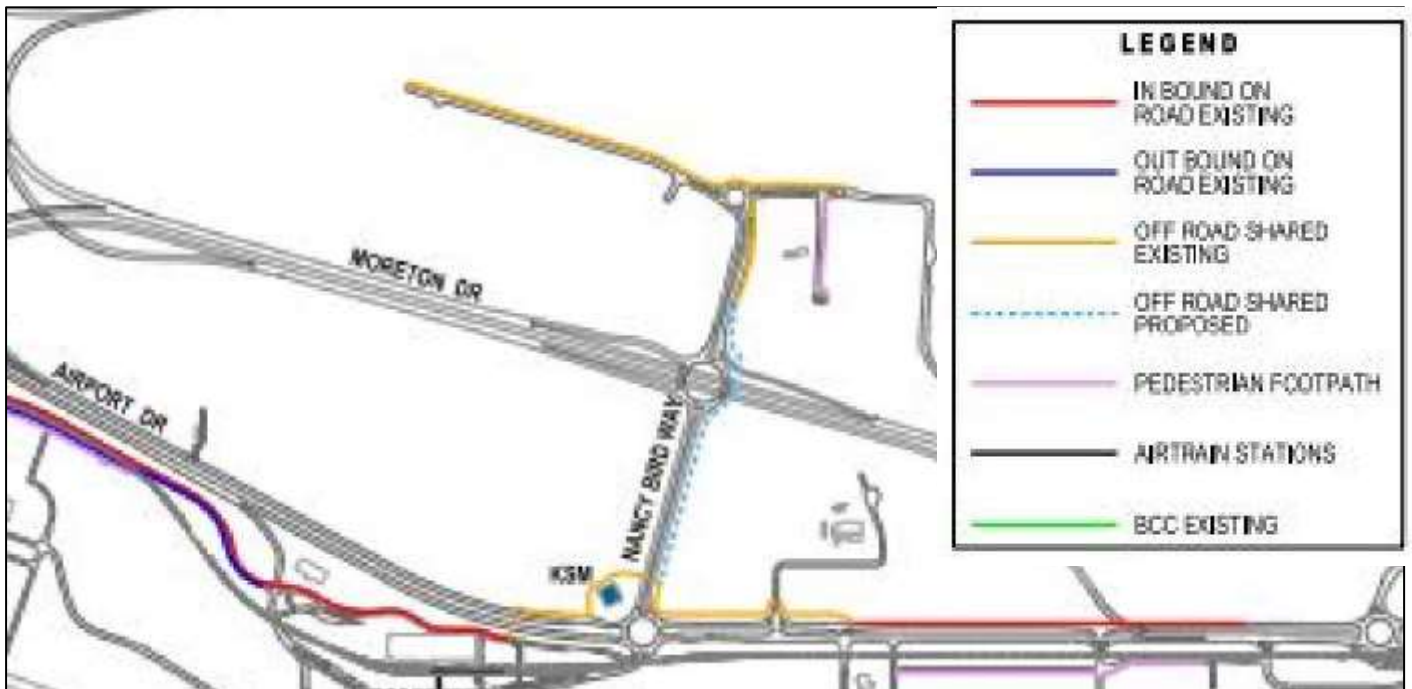 LEGEND
IN BOUND ON
ROAD EXISTING
OUT BOUND ON
ROAD EXISTING
OFF ROAD SHARED
EXISTING
OFF ROAD SHARED
PROPOSED
PEDESTRIAN FOOTPATH
AIRTRAIN STATIONS
BCC EXISTING
MORETON DR
AIRPORT DR
NANCY BIRD WAY
KSM